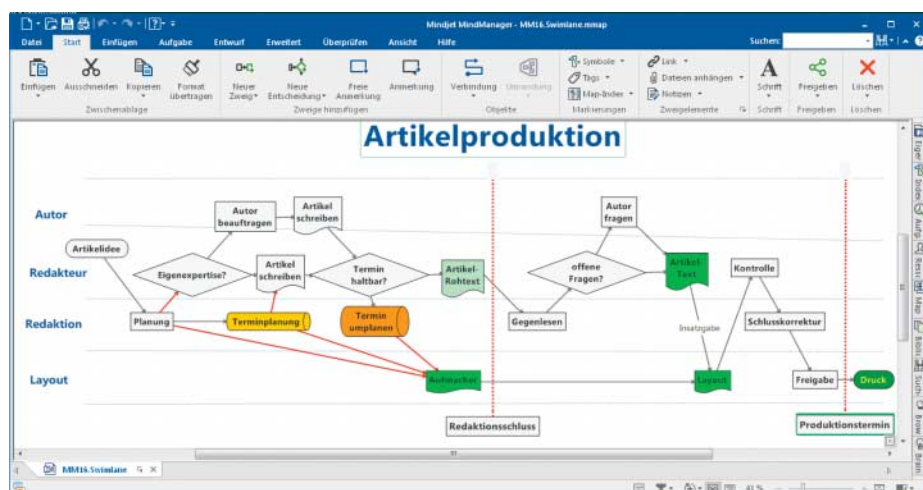 Mindjet MindManager - MM16.Swimlane.mmap
Datei Start Einfügen Aufgabe Entwurf Erweitert Überprüfen Ansicht Hilfe Suchen:
Einfügen Ausschneiden Kopieren Format übertragen
Neuer Zweig Neue Entscheidung Freie Anmerkung Anmerkung
Verbindung Umrandung
Symbole
Tags
Map-Index
Link
Dateien anhängen
Notizen
Schrift Freigeben Löschen
Zwischenablage Zweige hinzufügen Objekte Markierungen Zweigelemente Schrift Freigeben Löschen
Artikelproduktion
Autor
Autor
beauftragen
Artikel
schreiben
Autor
fragen
Artikelidee
Redakteur
Eigenexpertise?
Artikel
schreiben
Termin
haltbar?
Artikel-
Rohtext
offene
Fragen?
Artikel-
Text
Kontrolle
Redaktion
Planung
Terminplanung
Termin
umplanen
Gegenlesen
Insatzgabe
Schlusskorrektur
Layout
Aufmacher
Layout
Freigabe
Druck
Redaktionsschluss
Produktionstermin
MM16.Swimlane